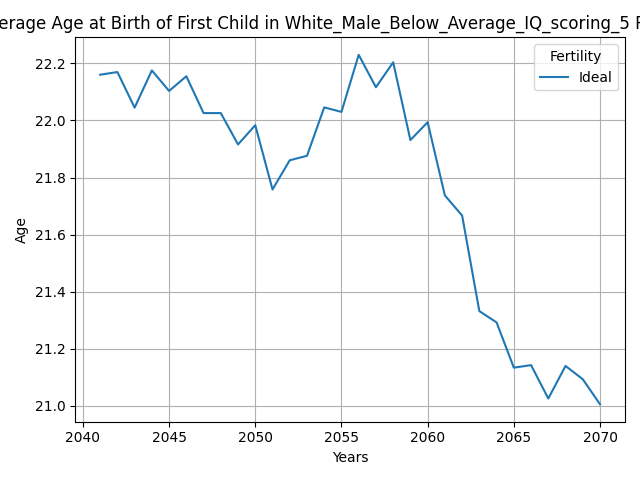 erage Age at Birth of First Child in White_Male_Below_Average_IQ_scoring_5
Fertility
Ideal
Age
22.2
22.0
21.8
21.6
21.4
21.2
21.0
2040 2045 2050 2055 2060 2065 2070
Years